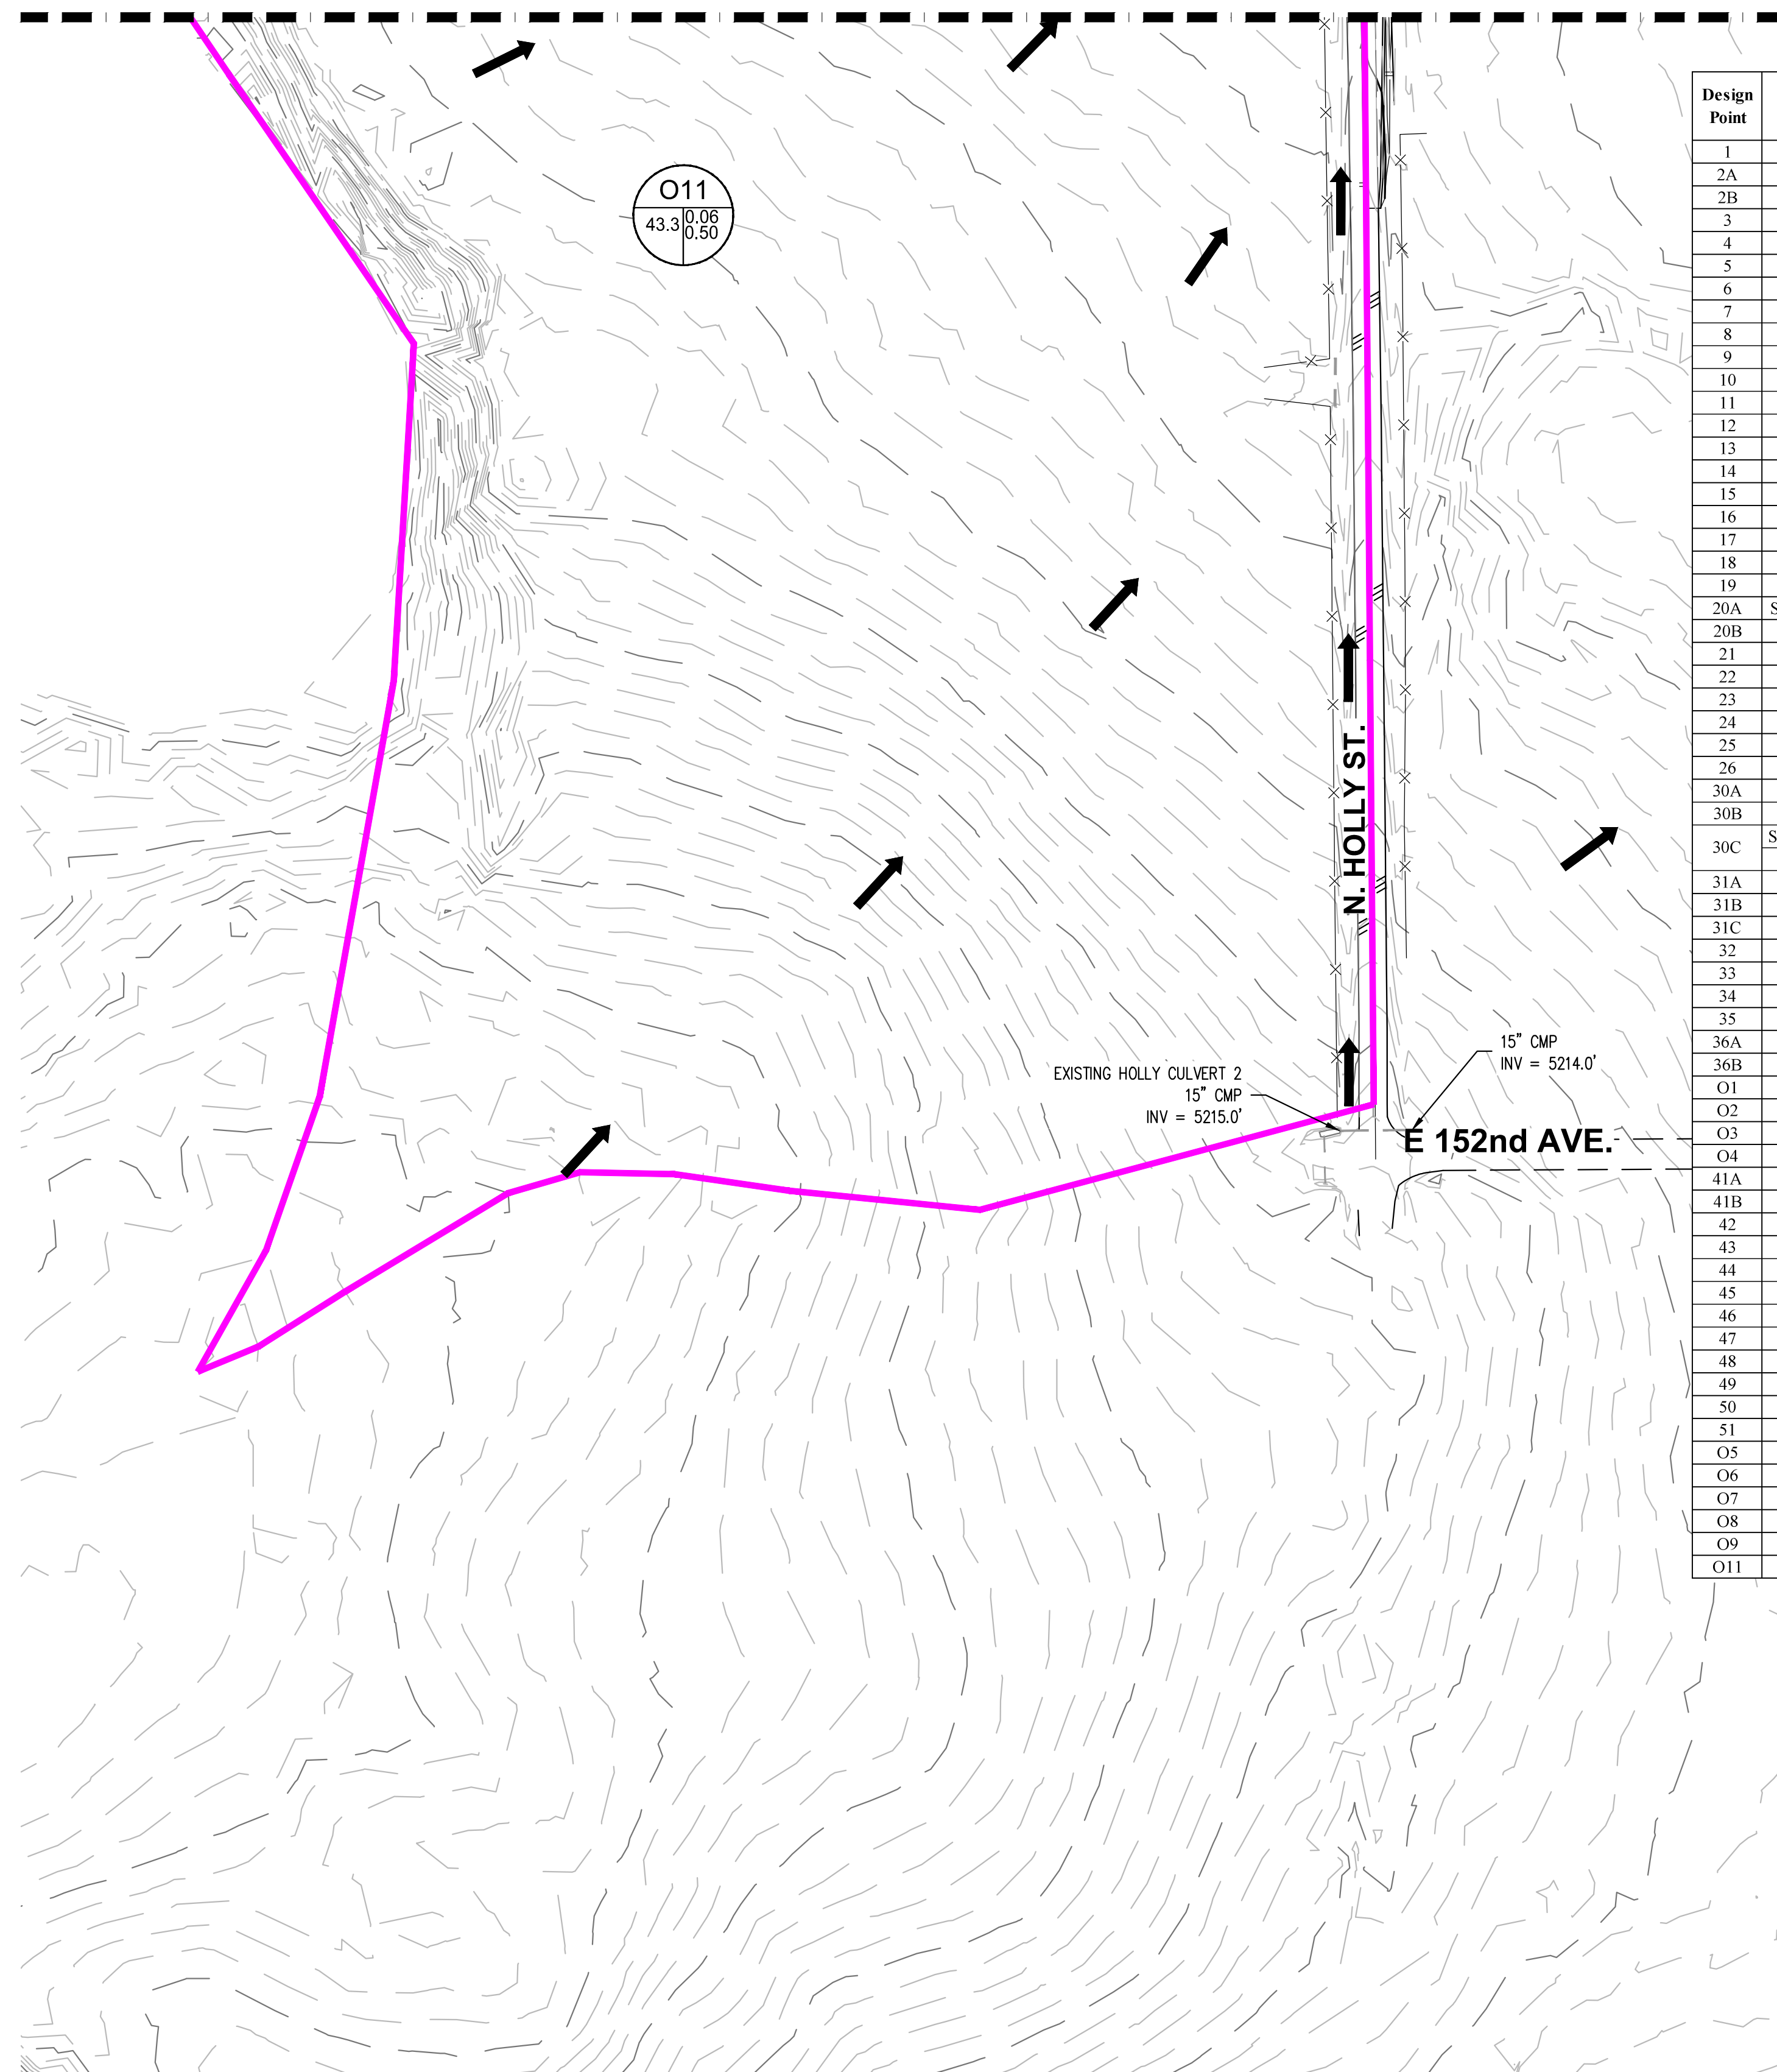 O11
43.3
0.06
0.50
N. HOLLY ST.
EXISTING HOLLY CULVERT 2
15" CMP
INV = 5215.0'
15" CMP
INV = 5214.0'
E 152nd AVE.
Design
Point
1
2A
2B
3
4
5
6
7
8
9
10
11
12
13
14
15
16
17
18
19
20A S
20B
21
22
23
24
25
26
30A
30B
30C S
31A
31B
31C
32
33
34
35
36A
36B
O1
O2
O3
O4
41A
41B
42
43
44
45
46
47
48
49
50
51
O5
O6
O7
O8
O9
O11